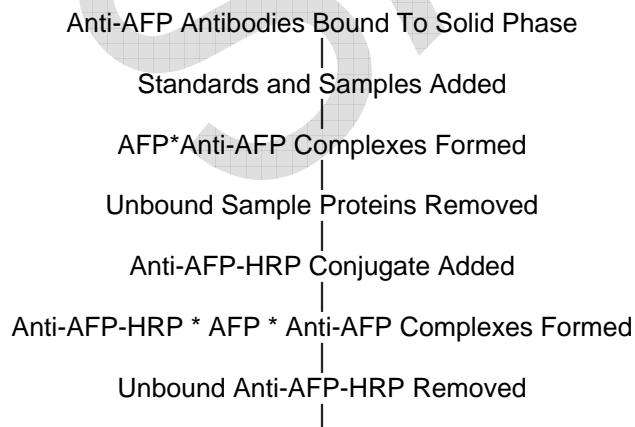 Anti-AFP Antibodies Bound To Solid Phase
Standards and Samples Added
AFP*Anti-AFP Complexes Formed
Unbound Sample Proteins Removed
Anti-AFP-HRP Conjugate Added
Anti-AFP-HRP * AFP * Anti-AFP Complexes Formed
Unbound Anti-AFP-HRP Removed